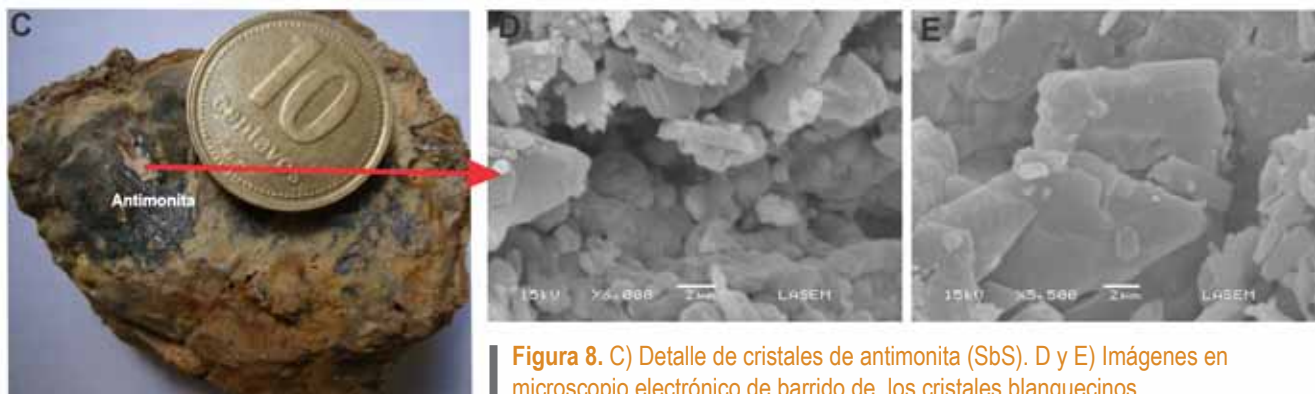 C
10
centavos
Antimonita
D
15kV X6.000 2µm LASEM
E
15kV X5.500 2µm LASEM
Figura 8. C) Detalle de cristales de antimonita (SbS). D y E) Imágenes en
microscopio electrónico de barrido de los cristales blanquecinos